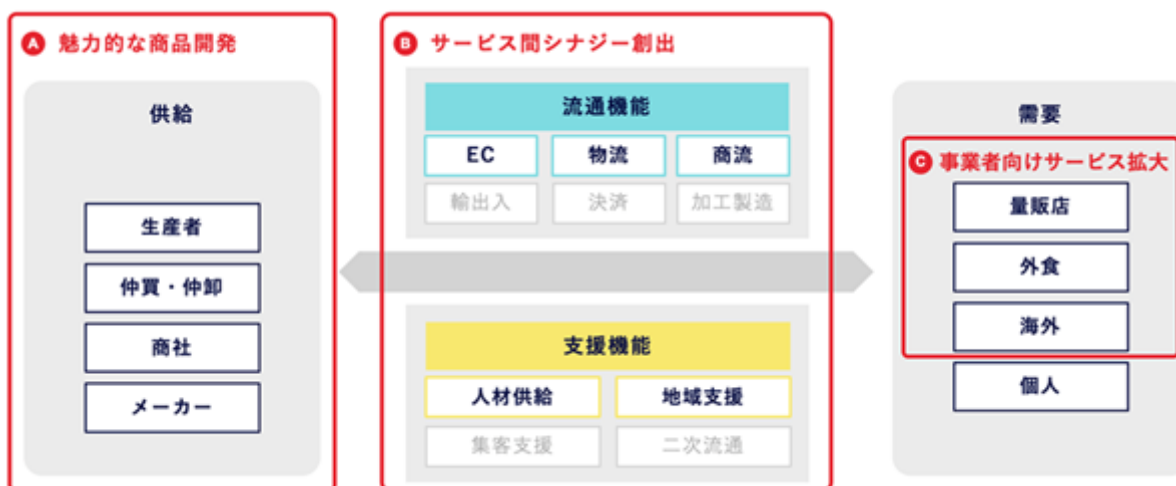 A 魅力的な商品開発
供給
生産者
仲買・仲卸
商社
メーカー
B サービス間シナジー創出
流通機能
EC 物流 商流
輸出入 決済 加工製造
支援機能
人材供給 地域支援
集客支援 二次流通
需要
C 事業者向けサービス拡大
量販店
外食
海外
個人